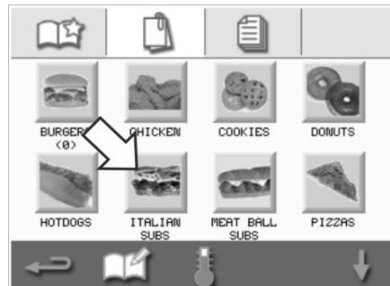 BURGERS CHICKEN COOKIES DONUTS
(0)
HOTDOGS ITALIAN MEAT BALL PIZZAS
SUBS SUBS